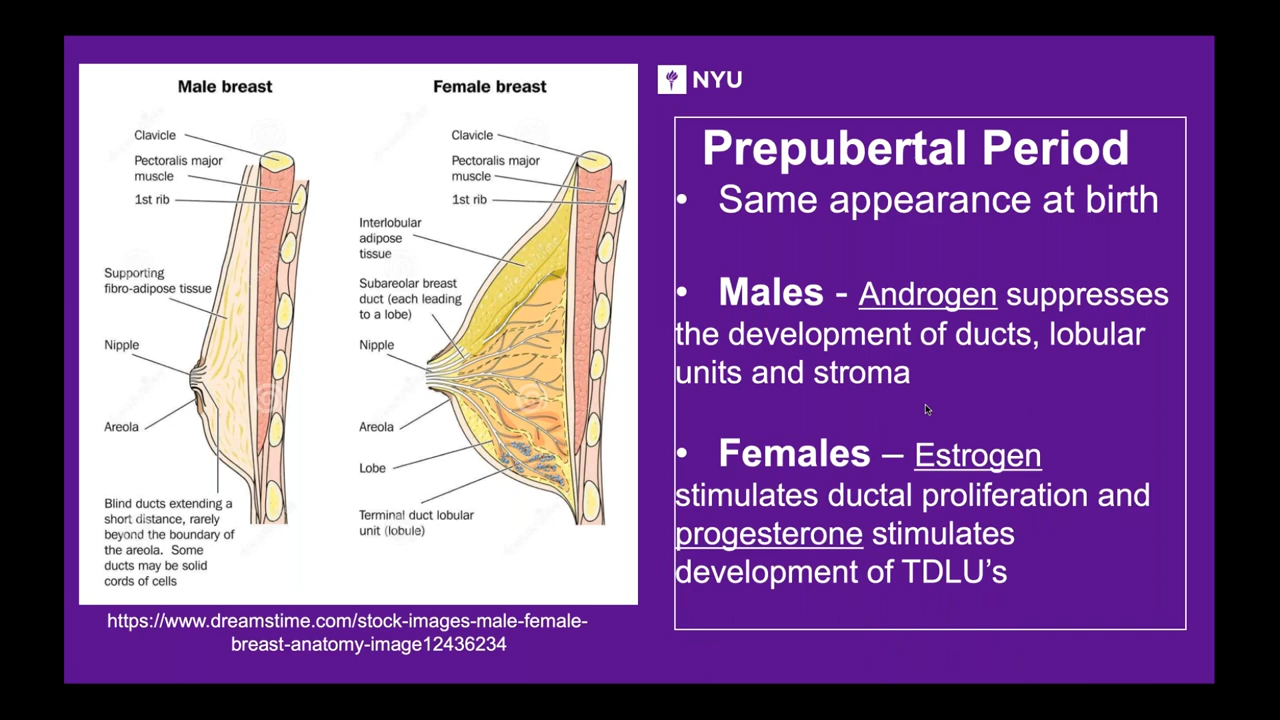 Male breast
Clavicle
Pectoralis major
muscle
1st rib
Supporting
fibro-adipose tissue
Nipple
Areola
Blind ducts extending a
short distance, rarely
beyond the boundary of
the areola. Some
ducts may be solid
cords of cells
Female breast
Clavicle
Pectoralis major
muscle
1st rib
Interlobular
adipose
tissue
Subareolar breast
duct (each leading
to a lobe)
Nipple
Areola
Lobe
Terminal duct lobular
unit (lobule)
https://www.dreamstime.com/stock-images-male-female-
breast-anatomy-image12436234
NYU
Prepubertal Period
• Same appearance at birth
• Males - Androgen suppresses
the development of ducts, lobular
units and stroma
• Females – Estrogen
stimulates ductal proliferation and
progesterone stimulates
development of TDLU's